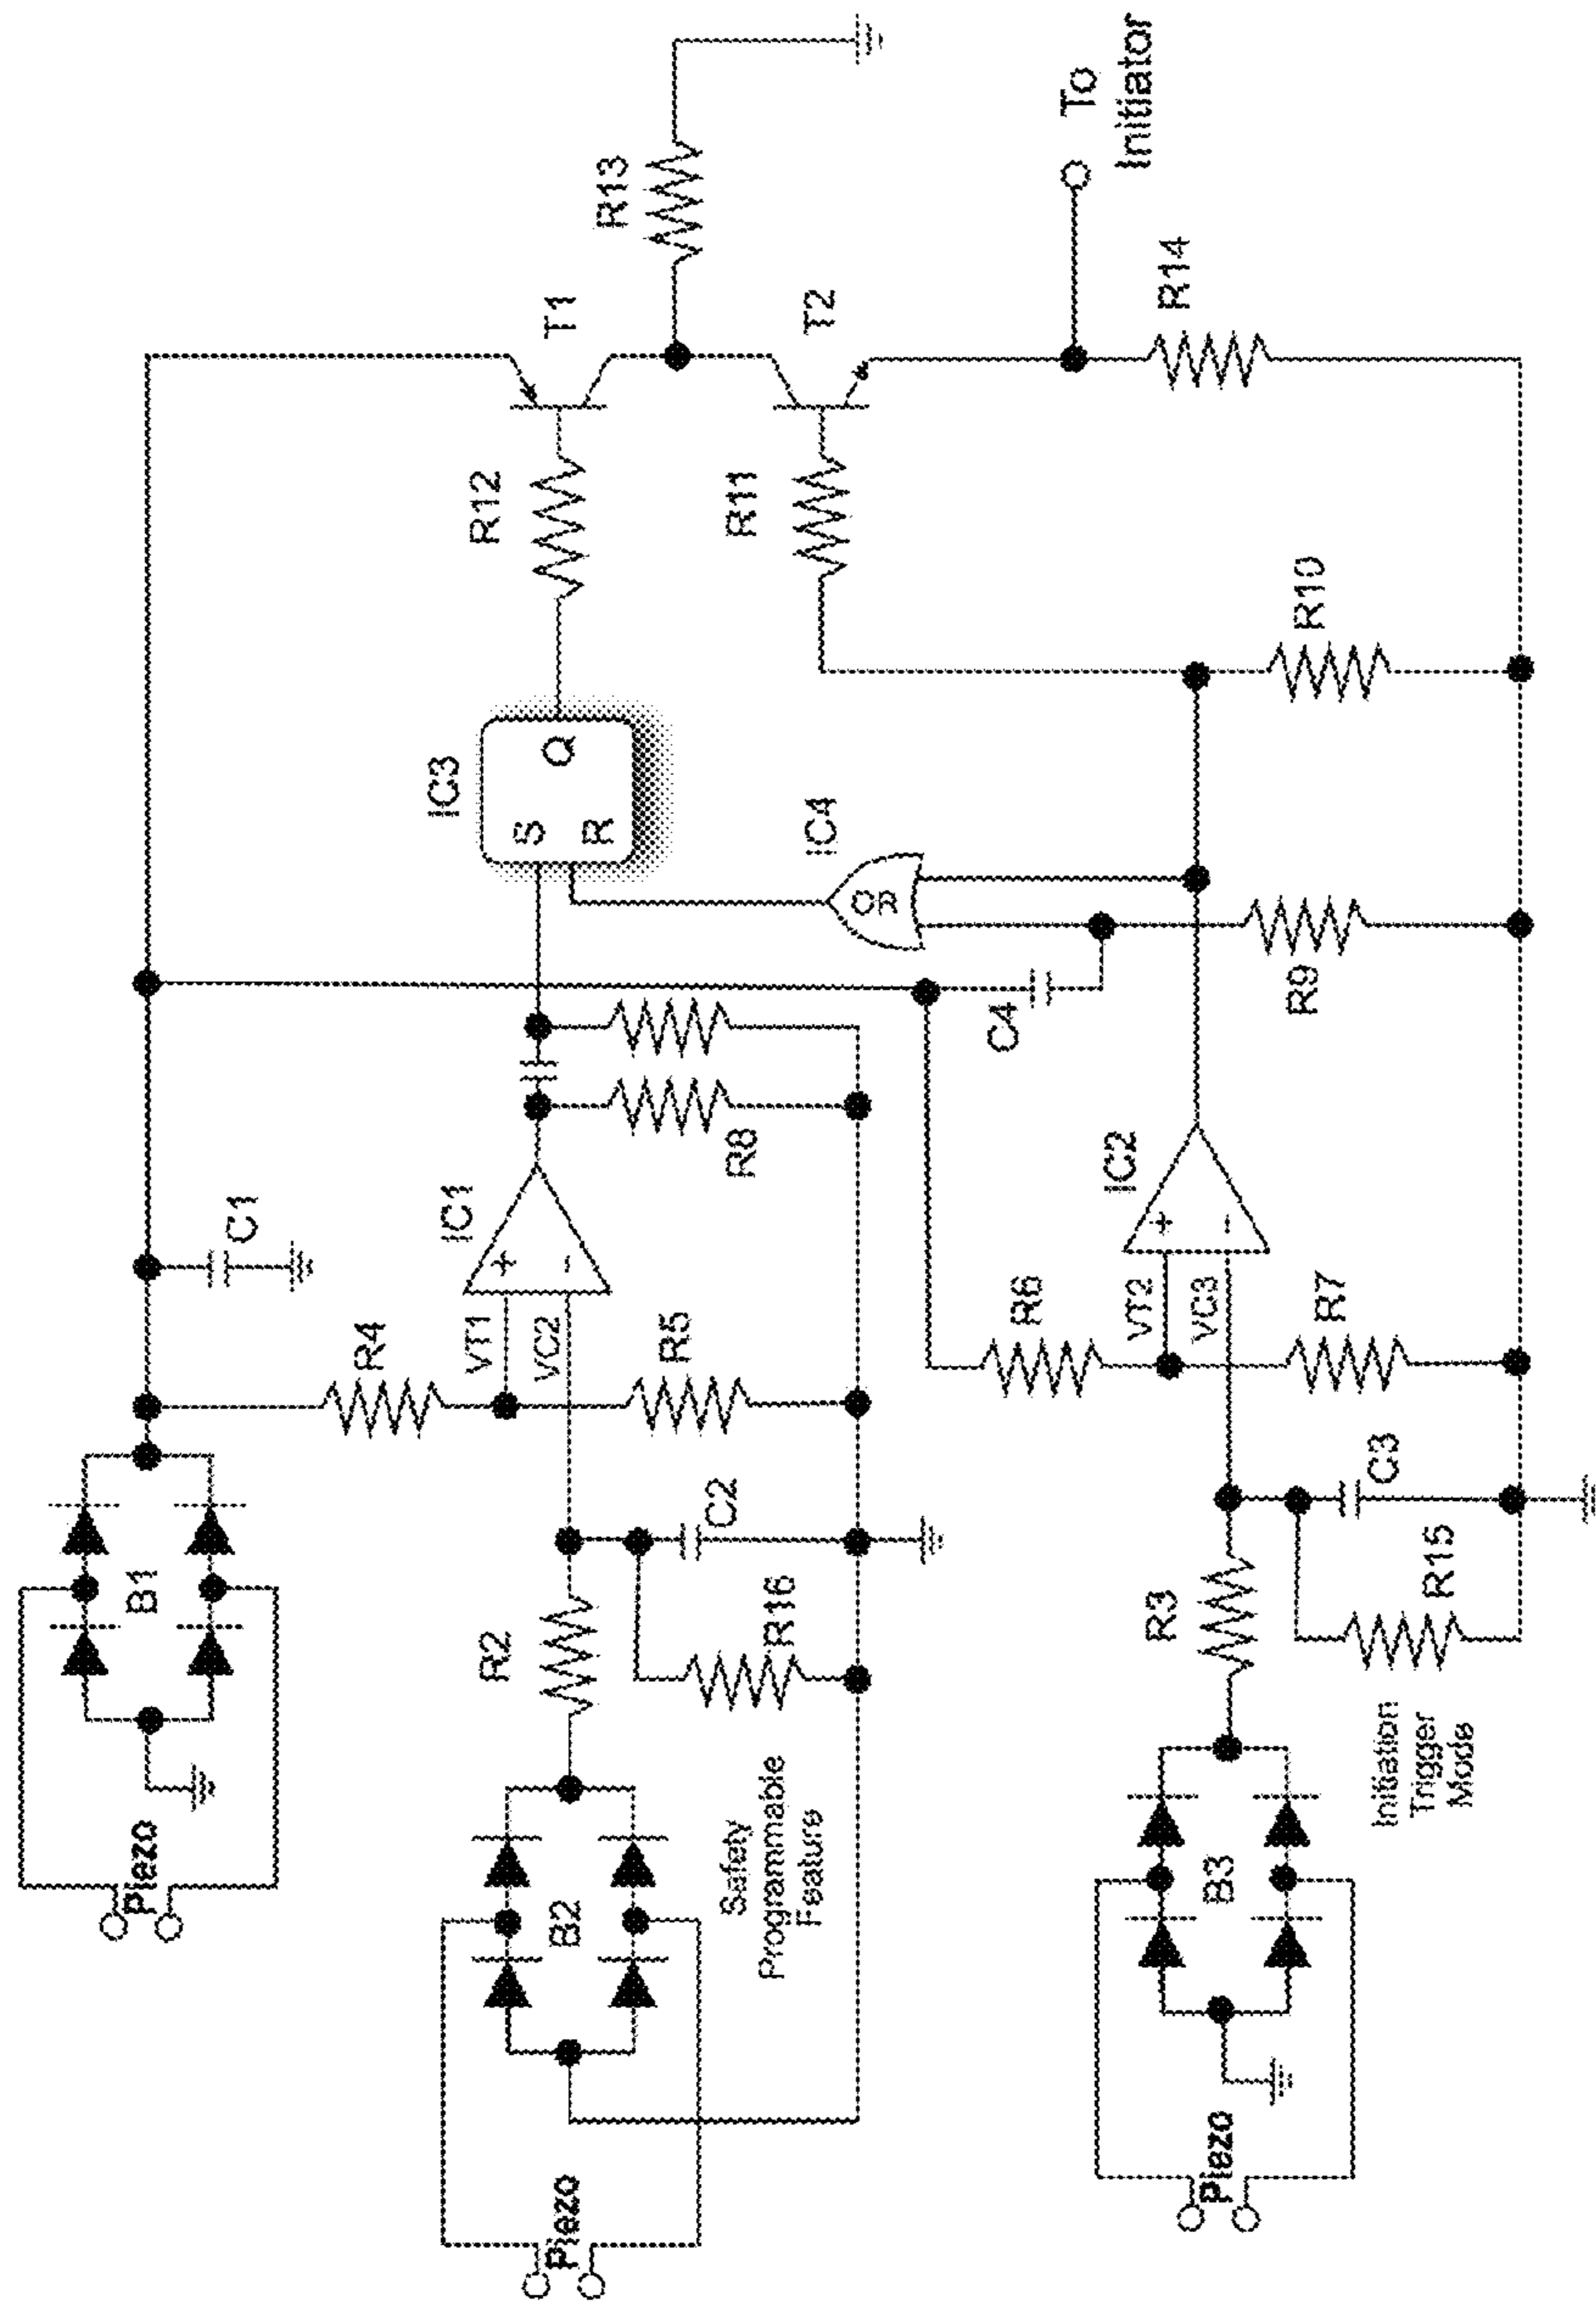 Piezo
B1
C1
R4
VT1
VC2
R5
IC1
R8
IC3
S
R
Q
R12
T1
R13
Piezo
B2
R2
C2
R16
Safety
Programmable
Feature
IC4
OR
R11
T2
C4
R9
R10
R14
To
Initiator
R6
VT2
VC3
R7
IC2
+
-
+
-
Piezo
B3
R3
C3
R15
Initiation
Trigger
Mode